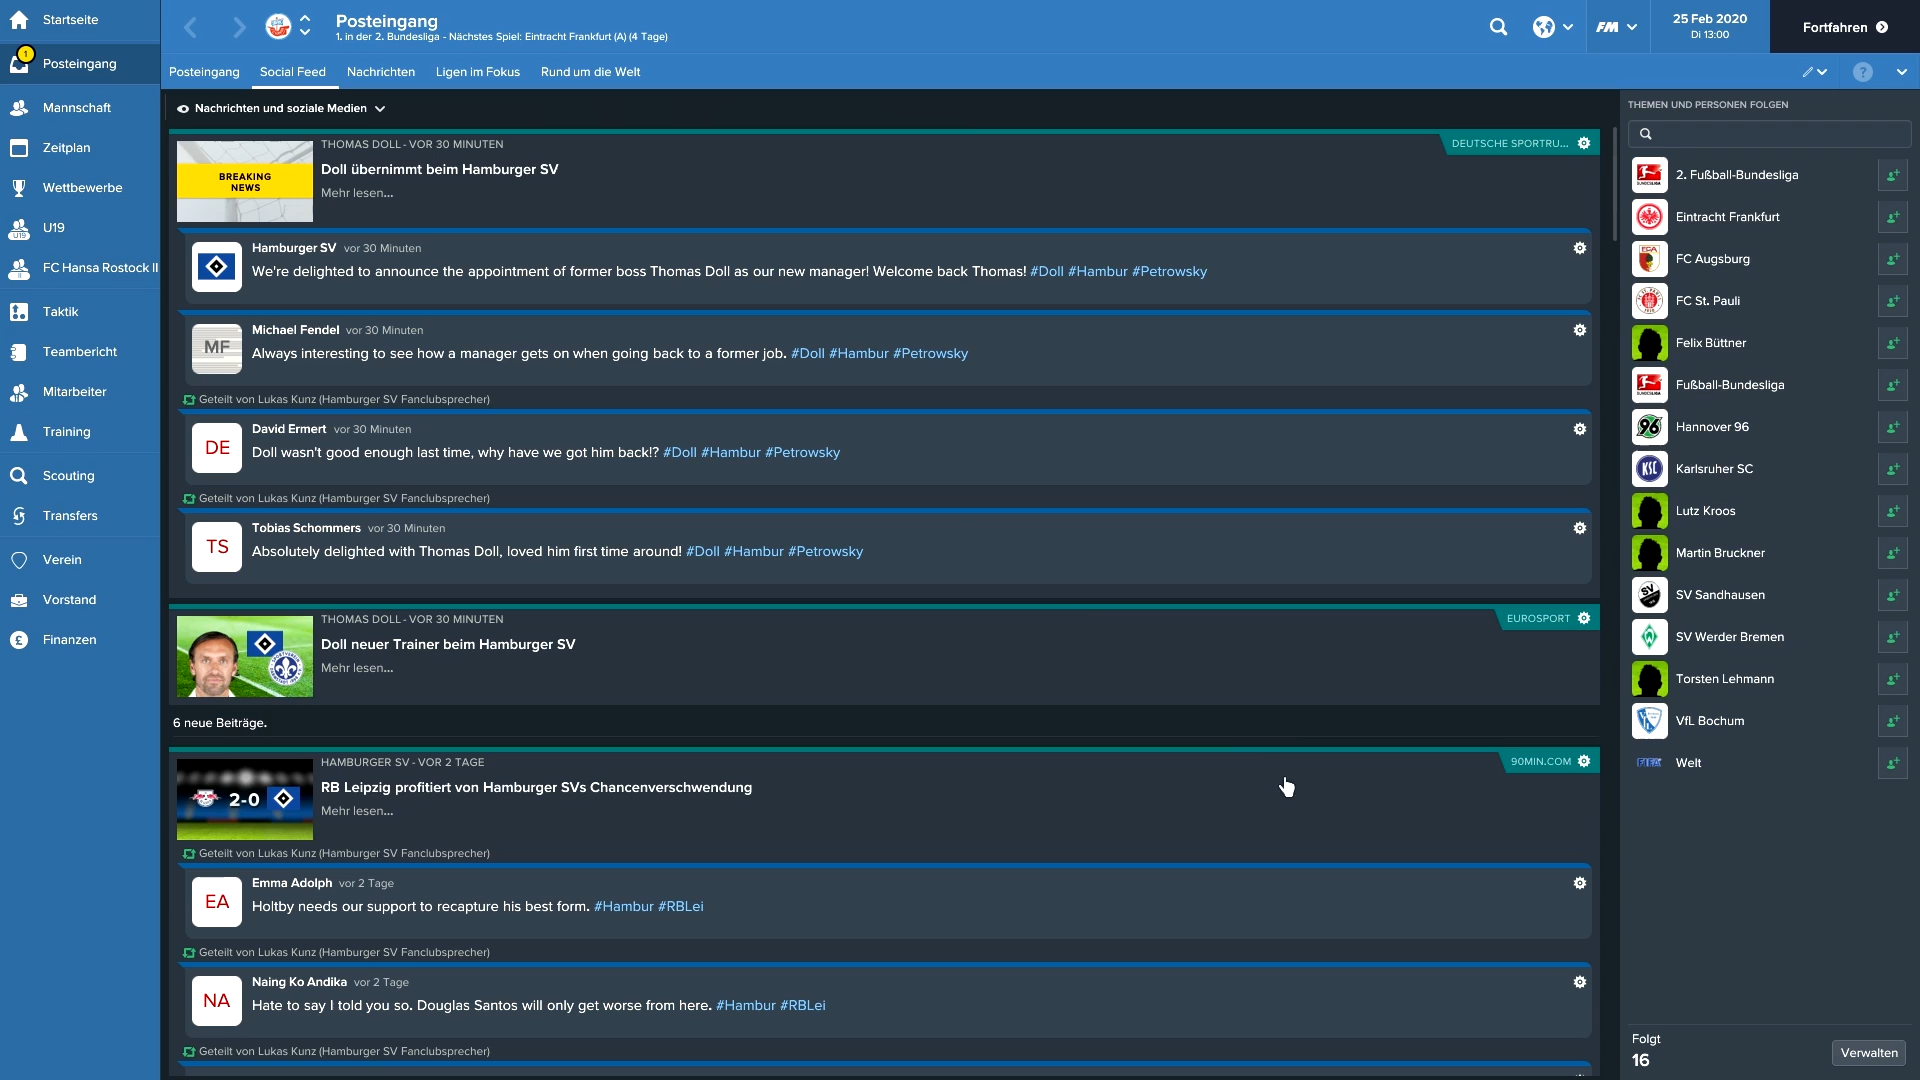 Startseite
1
Posteingang
Mannschaft
Zeitplan
Wettbewerbe
U19
U19
II
FC Hansa Rostock II
Taktik
Teambericht
Mitarbeiter
Training
Scouting
Transfers
Verein
Vorstand
£
Finanzen
Posteingang
1. in der 2. Bundesliga - Nächstes Spiel: Eintracht Frankfurt (A) (4 Tage)
FM
25 Feb 2020
Di 13:00
Fortfahren
Posteingang
Social Feed
Nachrichten
Ligen im Fokus
Rund um die Welt
?
Nachrichten und soziale Medien
BREAKING
NEWS
THOMAS DOLL - VOR 30 MINUTEN
DEUTSCHE SPORTRU...
Doll übernimmt beim Hamburger SV
Mehr lesen...
Hamburger SV vor 30 Minuten
We're delighted to announce the appointment of former boss Thomas Doll as our new manager! Welcome back Thomas! #Doll #Hambur #Petrowsky
MF
Michael Fendel vor 30 Minuten
Always interesting to see how a manager gets on when going back to a former job. #Doll #Hambur #Petrowsky
Geteilt von Lukas Kunz (Hamburger SV Fanclubsprecher)
DE
David Ermert vor 30 Minuten
Doll wasn't good enough last time, why have we got him back!? #Doll #Hambur #Petrowsky
Geteilt von Lukas Kunz (Hamburger SV Fanclubsprecher)
TS
Tobias Schommers vor 30 Minuten
Absolutely delighted with Thomas Doll, loved him first time around! #Doll #Hambur #Petrowsky
THOMAS DOLL - VOR 30 MINUTEN
EUROSPORT
Doll neuer Trainer beim Hamburger SV
Mehr lesen...
6 neue Beiträge.
HAMBURGER SV - VOR 2 TAGE
90MIN.COM
2-0
RB Leipzig profitiert von Hamburger SVs Chancenverschwendung
Mehr lesen...
Geteilt von Lukas Kunz (Hamburger SV Fanclubsprecher)
EA
Emma Adolph vor 2 Tage
Holtby needs our support to recapture his best form. #Hambur #RBLei
Geteilt von Lukas Kunz (Hamburger SV Fanclubsprecher)
NA
Naing Ko Andika vor 2 Tage
Hate to say I told you so. Douglas Santos will only get worse from here. #Hambur #RBLei
Geteilt von Lukas Kunz (Hamburger SV Fanclubsprecher)
THEMEN UND PERSONEN FOLGEN
2. Fußball-Bundesliga
Eintracht Frankfurt
FCA
FC Augsburg
FC St. Pauli
Felix Büttner
Fußball-Bundesliga
96
Hannover 96
KSC
Karlsruher SC
Lutz Kroos
Martin Bruckner
SV
SV Sandhausen
W
SV Werder Bremen
Torsten Lehmann
VfL Bochum
FIFA
Welt
Folgt
16
Verwalten